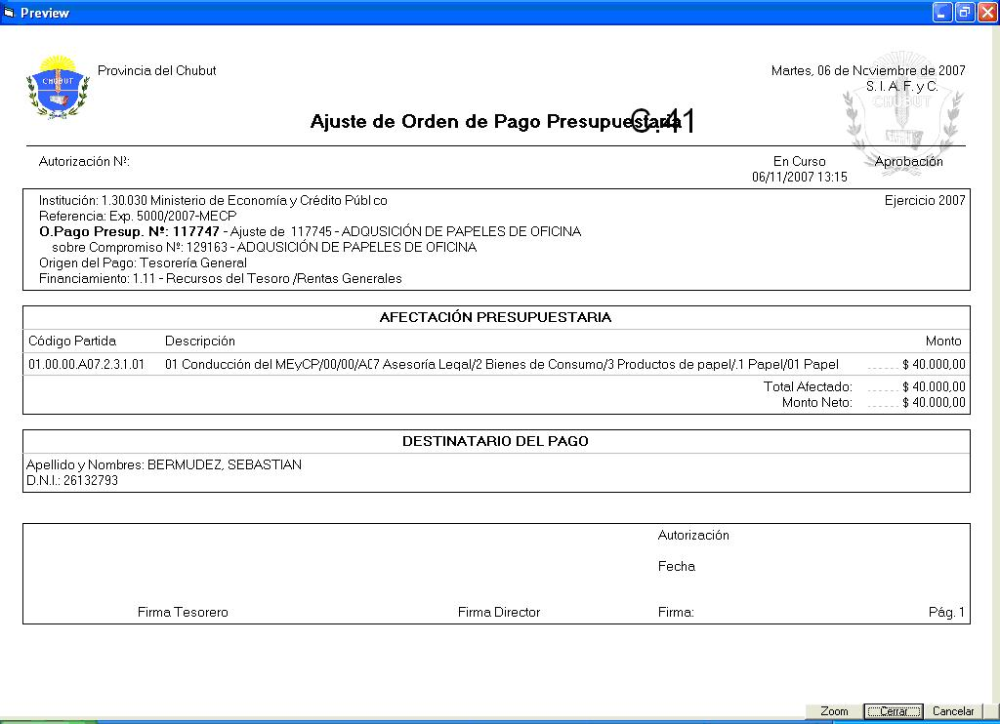 Preview
Provincia del Chubut
CHUBUT
Martes, 06 de Noviembre de 2007
S. I. A. F. y C.
CHUBUT
Ajuste de Orden de Pago Presupuestaria
C.41
Autorización Nº:
En Curso
Aprobación
06/11/2007 13:15
Institución: 1.30.030 Ministerio de Economía y Crédito Público
Ejercicio 2007
Referencia: Exp. 5000/2007-MECP
O.Pago Presup. Nº: 117747 - Ajuste de 117745 - ADQUSICIÓN DE PAPELES DE OFICINA
sobre Compromiso Nº: 129163 - ADQUSICIÓN DE PAPELES DE OFICINA
Origen del Pago: Tesorería General
Financiamiento: 1.11 - Recursos del Tesoro /Rentas Generales
AFECTACIÓN PRESUPUESTARIA
Código Partida Descripción Monto
01.00.00.A07.2.3.1.01 01 Conducción del MEyCP/00/00/A07 Asesoría Legal/2 Bienes de Consumo/3 Productos de papel/.1 Papel/01 Papel ...... $ 40.000,00
Total Afectado: ...... $ 40.000,00
Monto Neto: ...... $ 40.000,00
DESTINATARIO DEL PAGO
Apellido y Nombres: BERMUDEZ, SEBASTIAN
D.N.I.: 26132793
Autorización
Fecha
Firma Tesorero Firma Director Firma: Pág. 1
Zoom Cerrar Cancelar